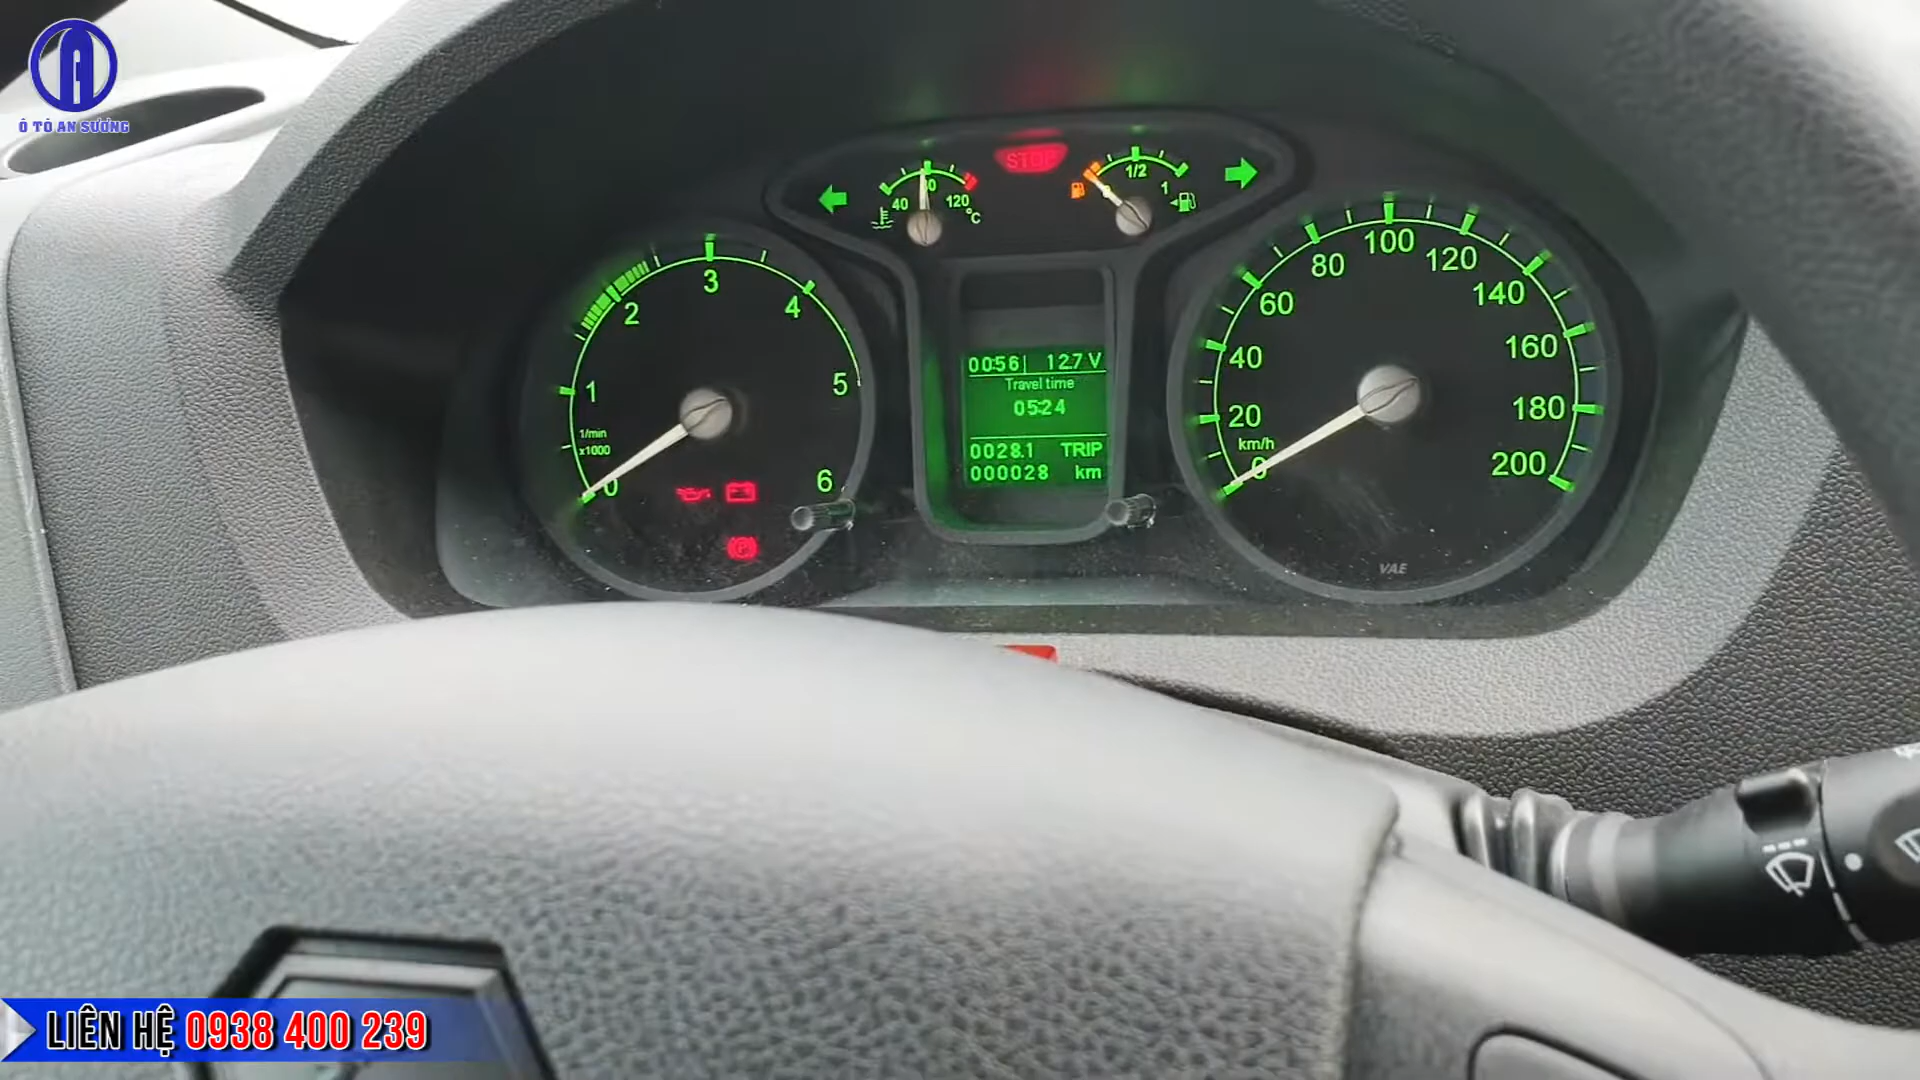 Ô TÔ AN SƯƠNG
STOP
40 80 120 °C
1/2
1
1/min
x1000
0 1 2 3 4 5 6
00:56 12.7 V
Travel time
05:24
0028.1 TRIP
000028 km
km/h
0 20 40 60 80 100 120 140 160 180 200
VAE
LIÊN HỆ 0938 400 239